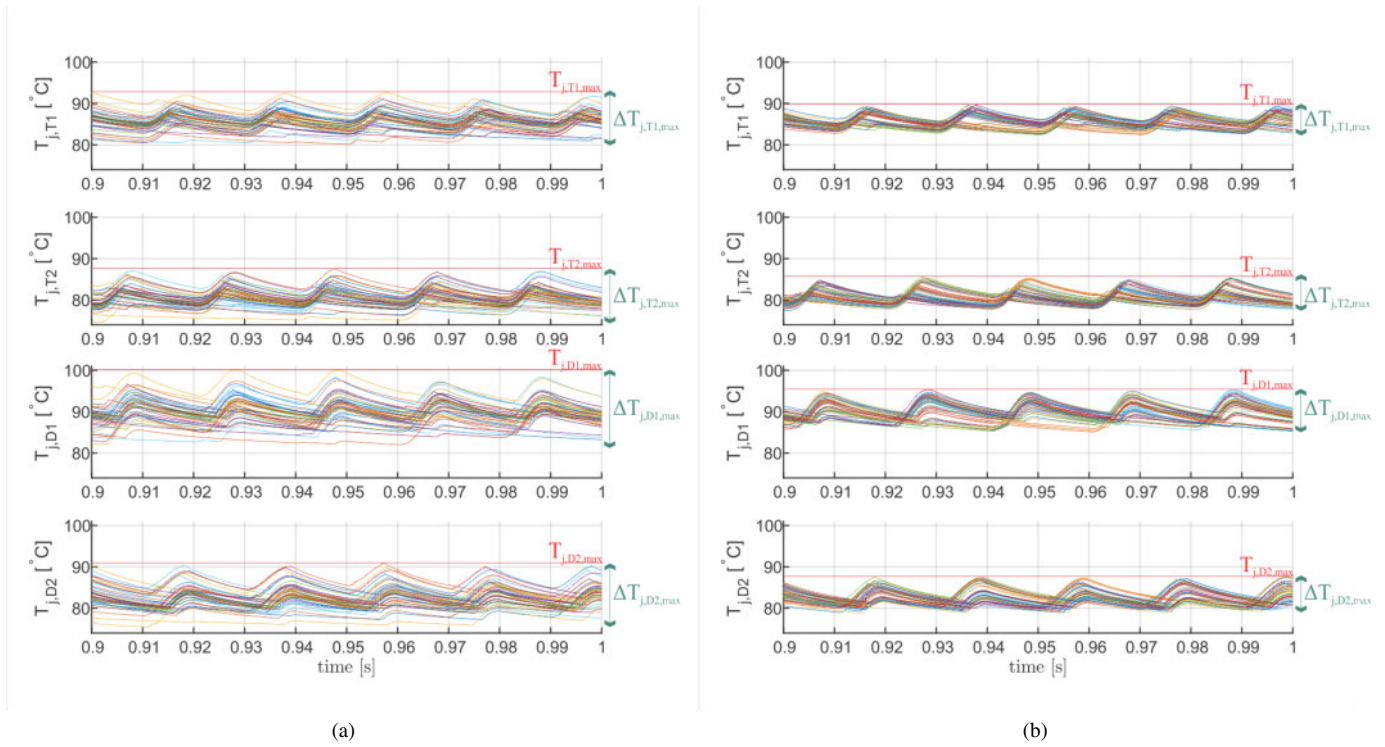 100
90
80
T_{j,T1} [°C]
T_{j,T1,max}
ΔT_{j,T1,max}
0.9 0.91 0.92 0.93 0.94 0.95 0.96 0.97 0.98 0.99 1
100
90
80
T_{j,T2} [°C]
T_{j,T2,max}
ΔT_{j,T2,max}
0.9 0.91 0.92 0.93 0.94 0.95 0.96 0.97 0.98 0.99 1
100
90
80
T_{j,D1} [°C]
T_{j,D1,max}
ΔT_{j,D1,max}
0.9 0.91 0.92 0.93 0.94 0.95 0.96 0.97 0.98 0.99 1
100
90
80
T_{j,D2} [°C]
T_{j,D2,max}
ΔT_{j,D2,max}
0.9 0.91 0.92 0.93 0.94 0.95 0.96 0.97 0.98 0.99 1
time [s]
(a)
100
90
80
T_{j,T1} [°C]
T_{j,T1,max}
ΔT_{j,T1,max}
0.9 0.91 0.92 0.93 0.94 0.95 0.96 0.97 0.98 0.99 1
100
90
80
T_{j,T2} [°C]
T_{j,T2,max}
ΔT_{j,T2,max}
0.9 0.91 0.92 0.93 0.94 0.95 0.96 0.97 0.98 0.99 1
100
90
80
T_{j,D1} [°C]
T_{j,D1,max}
ΔT_{j,D1,max}
0.9 0.91 0.92 0.93 0.94 0.95 0.96 0.97 0.98 0.99 1
100
90
80
T_{j,D2} [°C]
T_{j,D2,max}
ΔT_{j,D2,max}
0.9 0.91 0.92 0.93 0.94 0.95 0.96 0.97 0.98 0.99 1
time [s]
(b)